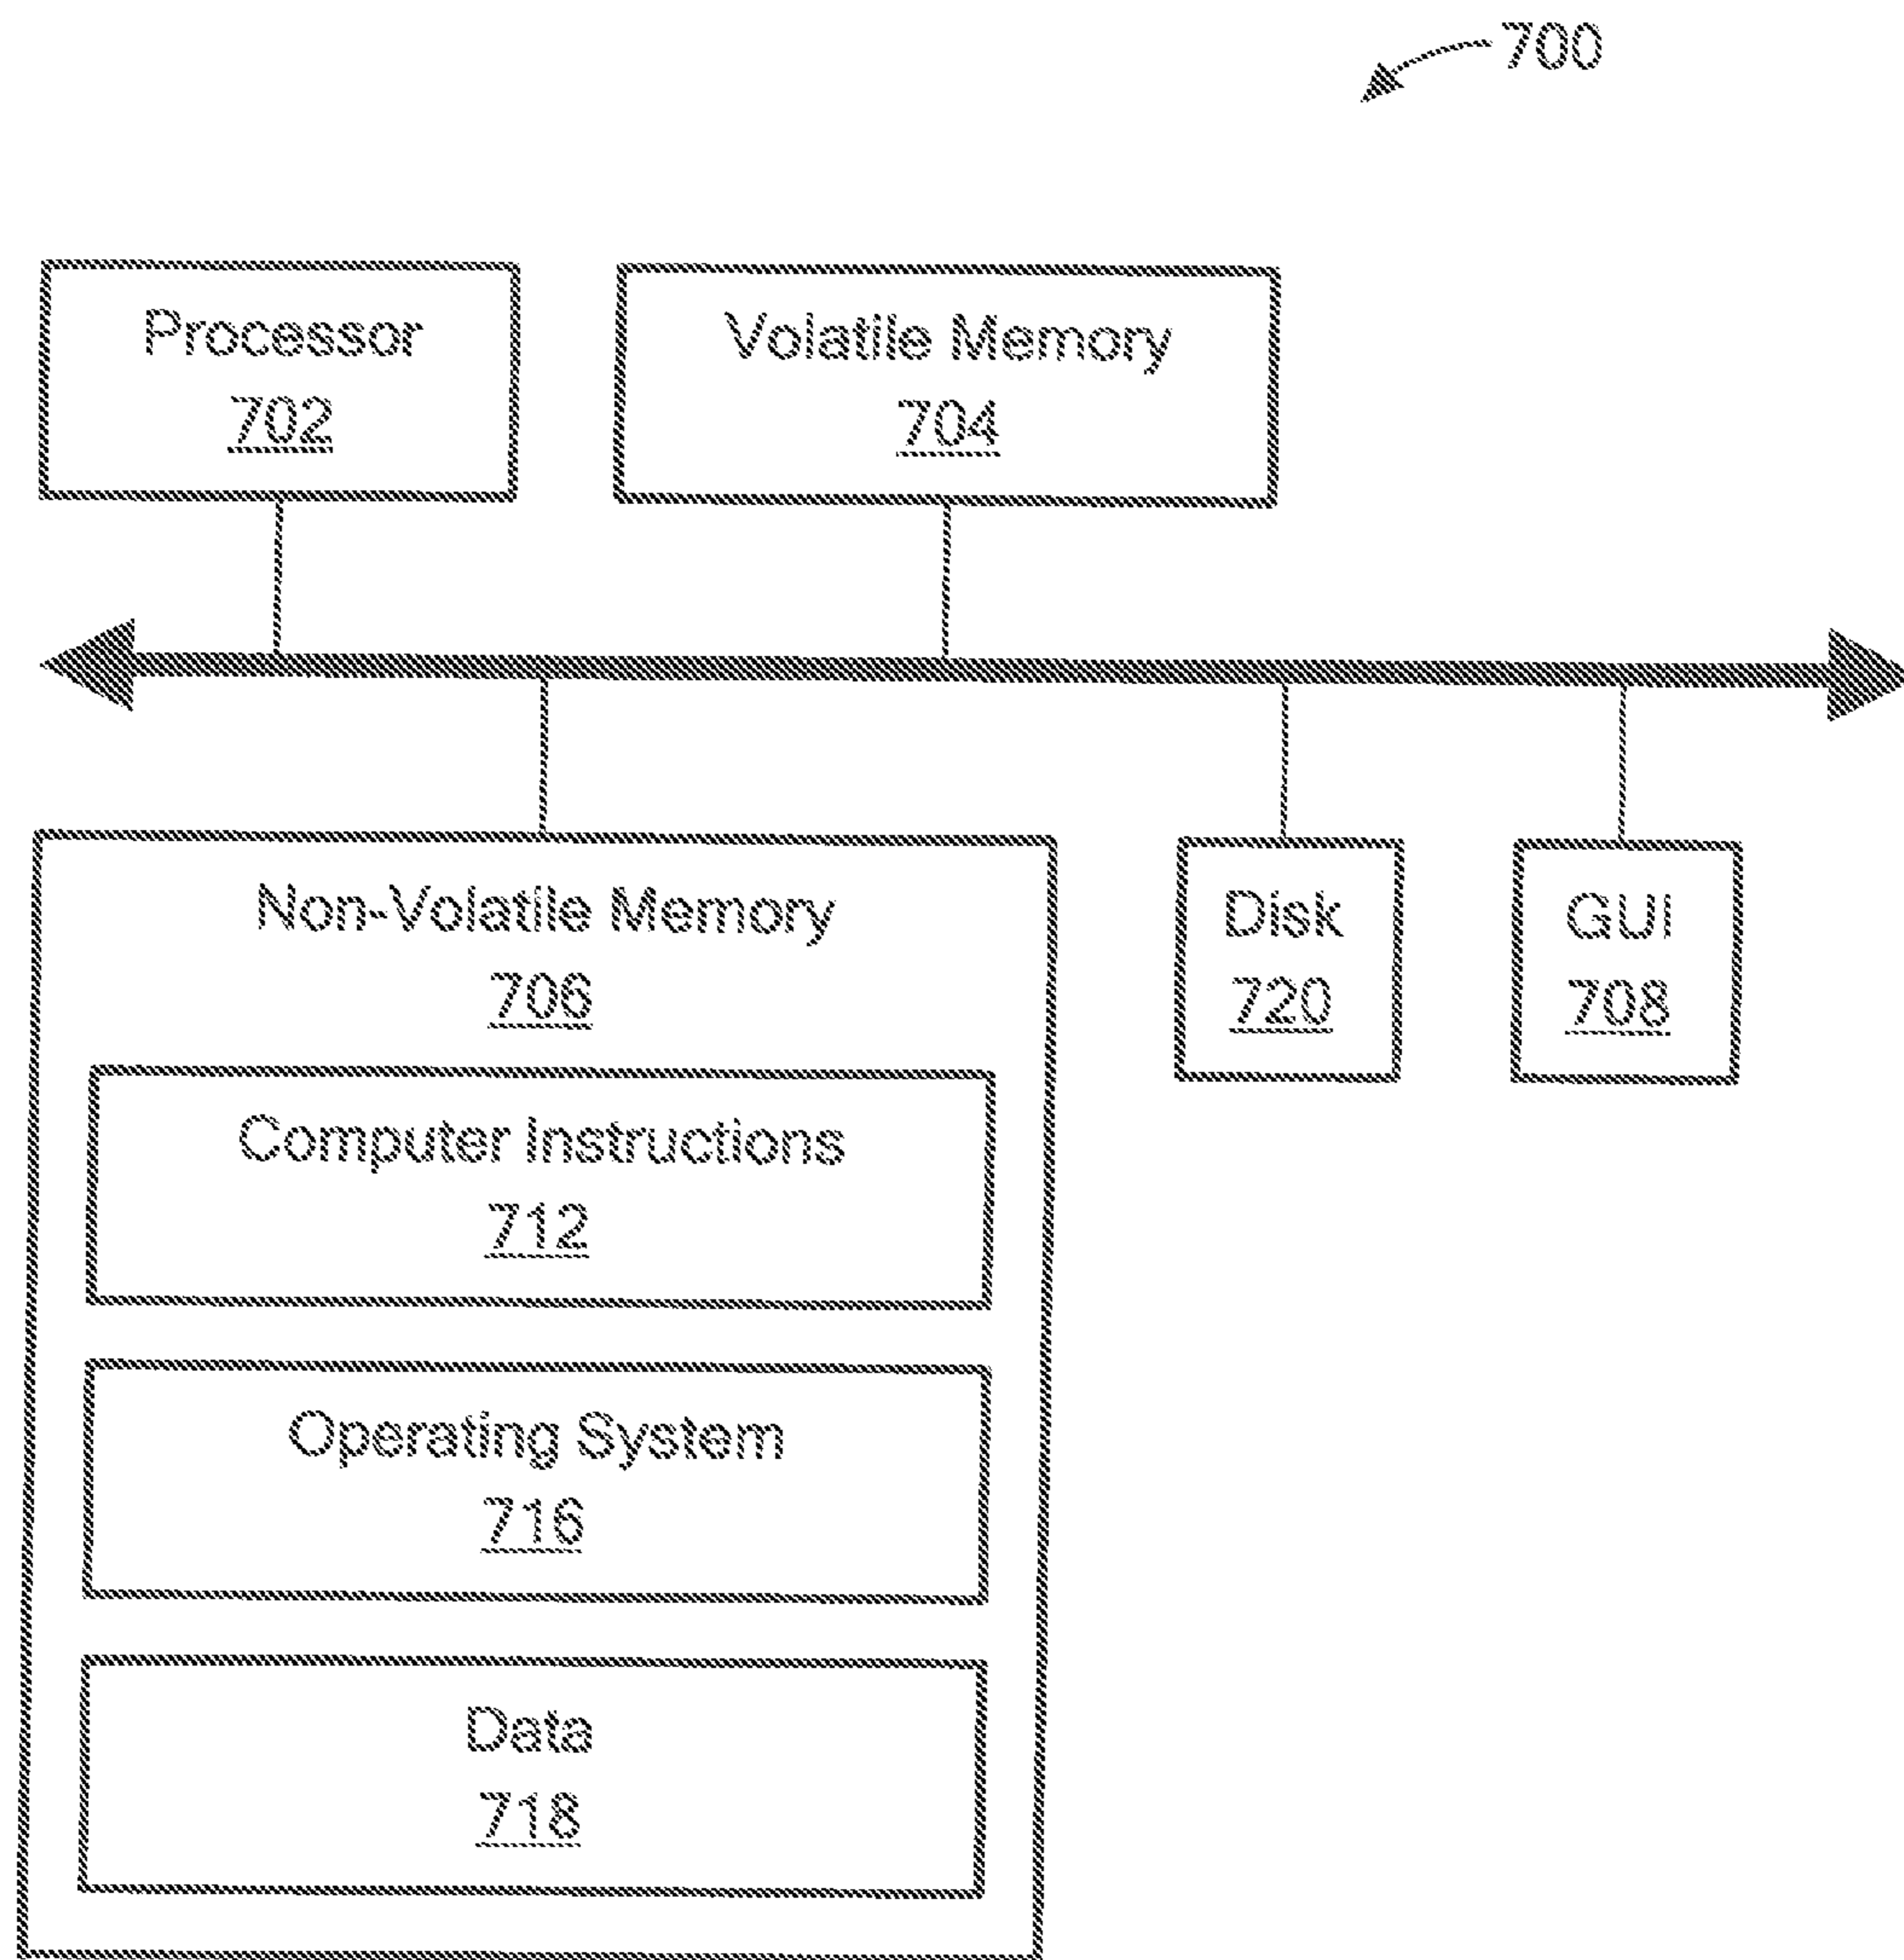 700
Processor
702
Volatile Memory
704
Non-Volatile Memory
706
Disk
720
GUI
708
Computer Instructions
712
Operating System
716
Data
718